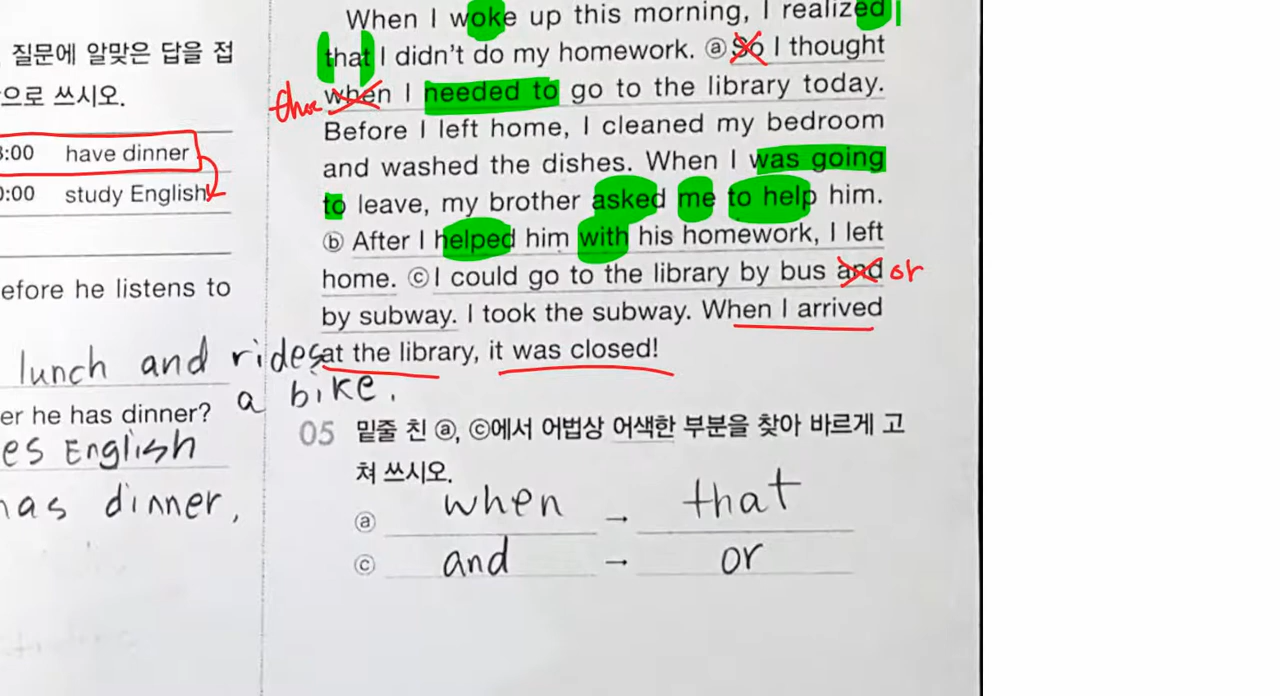 질문에 알맞은 답을 접
으로 쓰시오.
:00 have dinner
:00 study English
efore he listens to
lunch and rides
a bike.
er he has dinner?
es English
has dinner,
When I woke up this morning, I realized
that I didn't do my homework. ⓐ So I thought
when I needed to go to the library today.
Before I left home, I cleaned my bedroom
and washed the dishes. When I was going
to leave, my brother asked me to help him.
ⓑ After I helped him with his homework, I left
home. ⓒ I could go to the library by bus and or
by subway. I took the subway. When I arrived
at the library, it was closed!
05 밑줄 친 ⓐ, ⓒ에서 어법상 어색한 부분을 찾아 바르게 고
쳐 쓰시오.
ⓐ when → that
ⓒ and → or